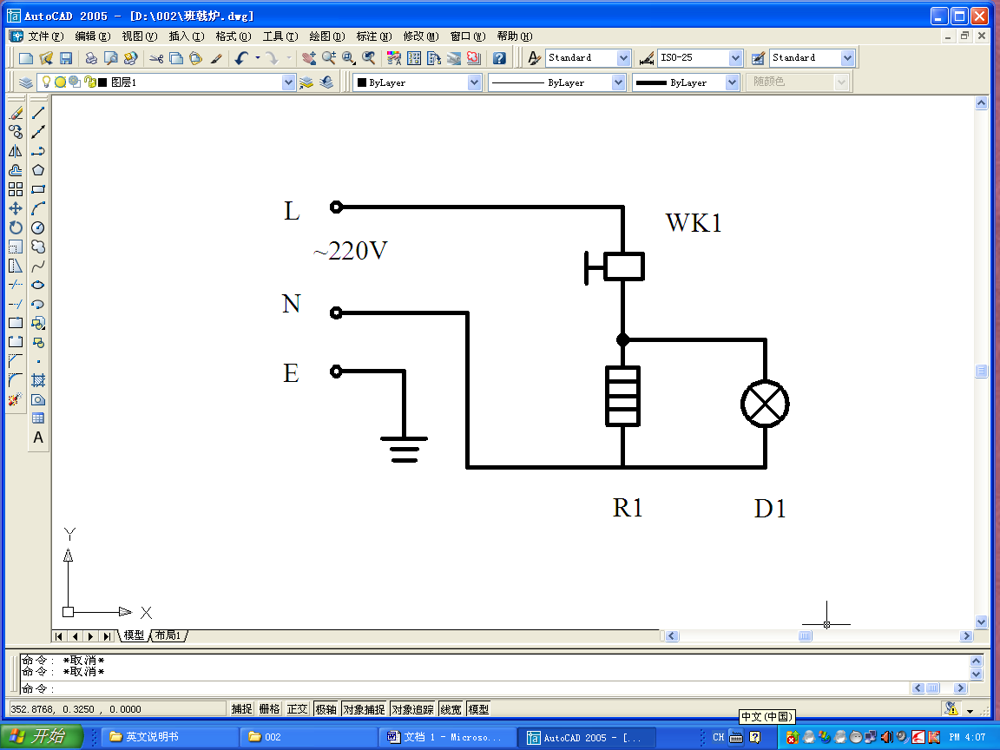 AutoCAD 2005 - [D:\002\班戟炉.dwg]
文件(F) 编辑(E) 视图(V) 插入(I) 格式(O) 工具(T) 绘图(D) 标注(N) 修改(M) 窗口(W) 帮助(H)
Standard ISO-25 Standard
图层1 ByLayer ByLayer ByLayer 随颜色
L
WK1
~220V
N
E
R1 D1
Y
X
模型 布局1
命令: *取消*
命令: *取消*
命令:
352.8768, 0.3250 , 0.0000 捕捉 栅格 正交 极轴 对象捕捉 对象追踪 线宽 模型
中文(中国)
开始 英文说明书 002 文档 1 - Microso... AutoCAD 2005 - [... CH PM 4:07